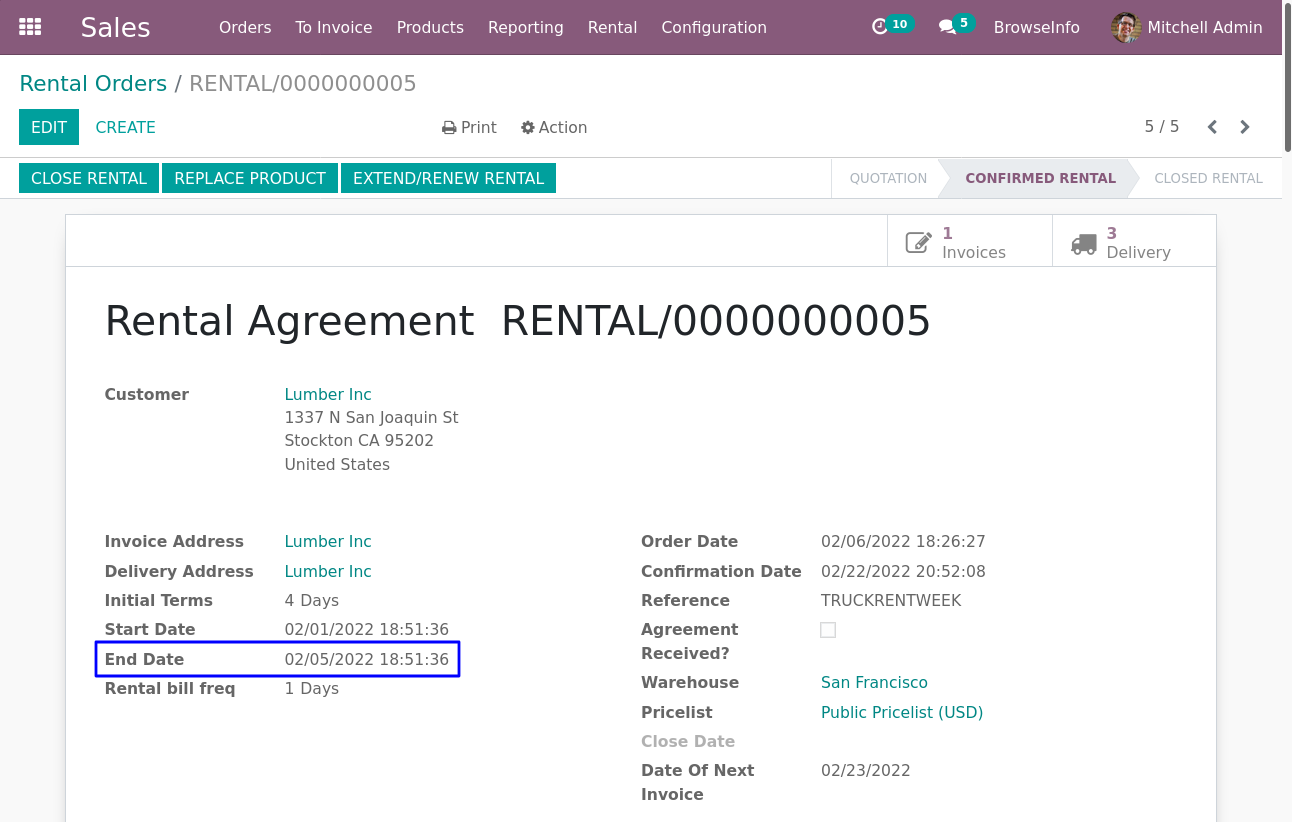 Sales Orders To Invoice Products Reporting Rental Configuration 10 5 BrowseInfo Mitchell Admin
Rental Orders / RENTAL/0000000005
EDIT CREATE Print Action 5 / 5
CLOSE RENTAL REPLACE PRODUCT EXTEND/RENEW RENTAL QUOTATION CONFIRMED RENTAL CLOSED RENTAL
1 Invoices
3 Delivery
Rental Agreement RENTAL/0000000005
Customer Lumber Inc
1337 N San Joaquin St
Stockton CA 95202
United States
Invoice Address Lumber Inc
Delivery Address Lumber Inc
Initial Terms 4 Days
Start Date 02/01/2022 18:51:36
End Date 02/05/2022 18:51:36
Rental bill freq 1 Days
Order Date 02/06/2022 18:26:27
Confirmation Date 02/22/2022 20:52:08
Reference TRUCKRENTWEEK
Agreement
Received?
Warehouse San Francisco
Pricelist Public Pricelist (USD)
Close Date
Date Of Next 02/23/2022
Invoice